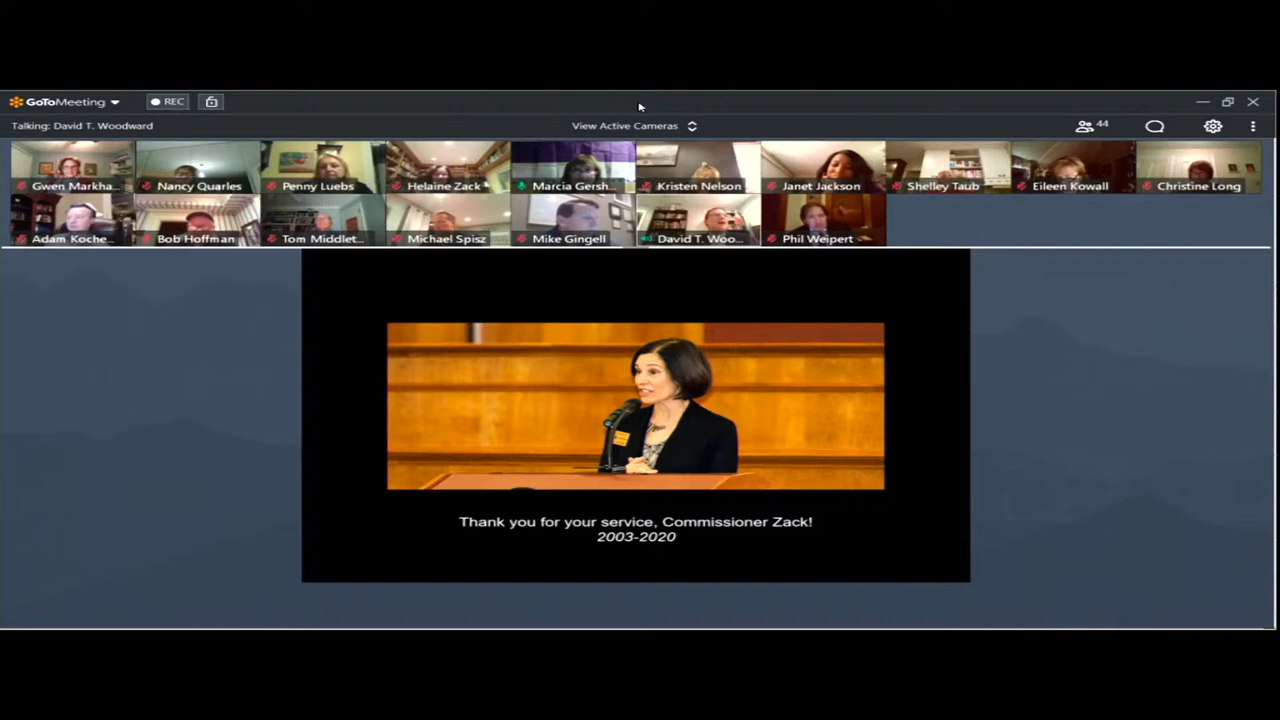 GoToMeeting
REC
Talking: David T. Woodward
View Active Cameras
44
Gwen Markha...
Nancy Quarles
Penny Luebs
Helaine Zack
Marcia Gersh...
Kristen Nelson
Janet Jackson
Shelley Taub
Eileen Kowall
Christine Long
Adam Koche...
Bob Hoffman
Tom Middlet...
Michael Spisz
Mike Gingell
David T. Woo...
Phil Weipert
Thank you for your service, Commissioner Zack!
2003-2020